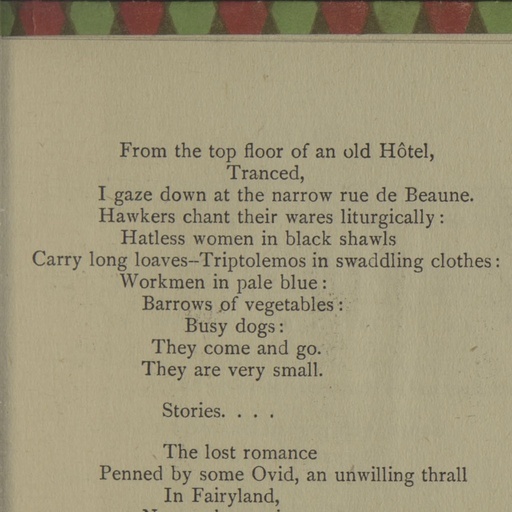 From the top floor of an old Hôtel,
Tranced,
I gaze down at the narrow rue de Beaune.
Hawkers chant their wares liturgically:
Hatless women in black shawls
Carry long loaves—Triptolemos in swaddling clothes:
Workmen in pale blue:
Barrows of vegetables:
Busy dogs:
They come and go.
They are very small.
Stories. . . .
The lost romance
Penned by some Ovid, an unwilling thrall
In Fairyland,